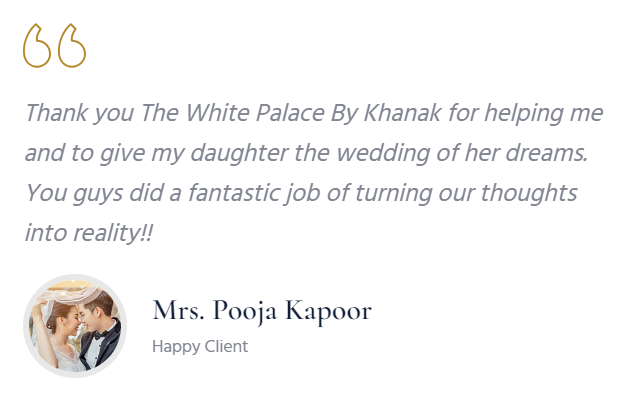 Thank you The White Palace By Khanak for helping me
and to give my daughter the wedding of her dreams.
You guys did a fantastic job of turning our thoughts
into reality!!
Mrs. Pooja Kapoor
Happy Client